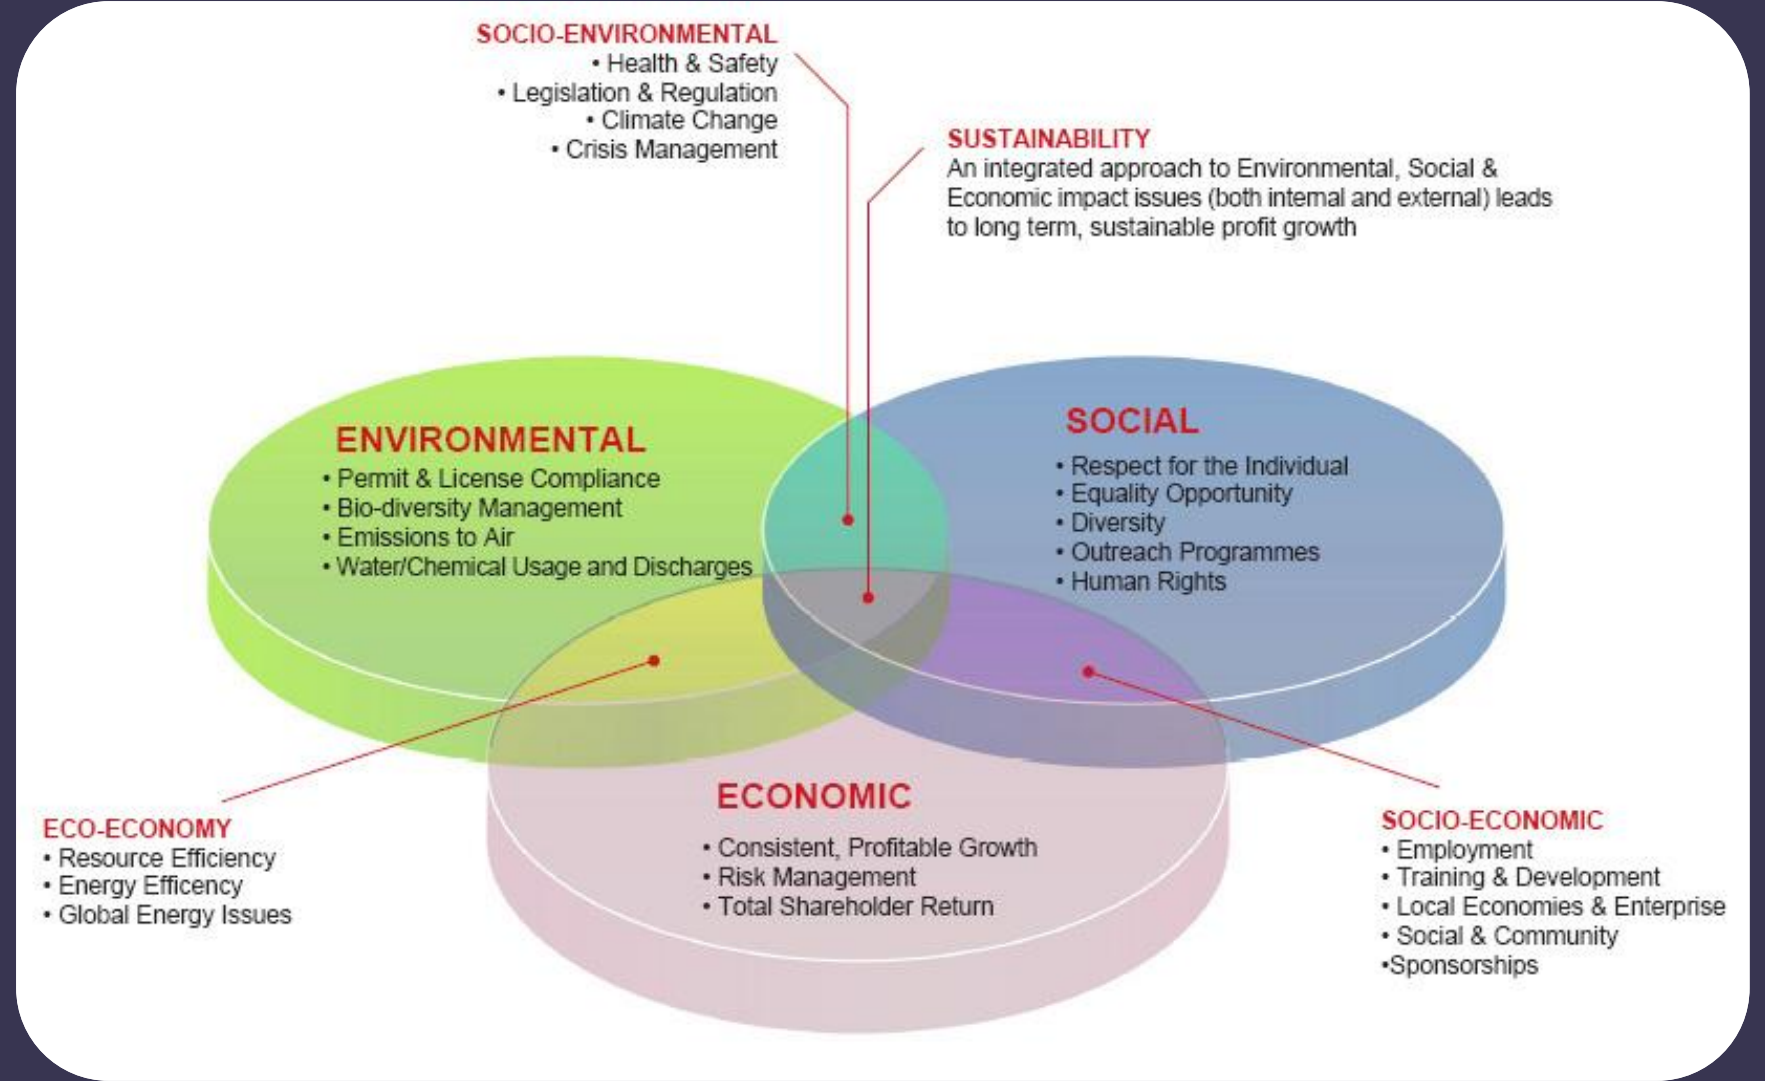 SOCIO-ENVIRONMENTAL
• Health & Safety
• Legislation & Regulation
• Climate Change
• Crisis Management
SUSTAINABILITY
An integrated approach to Environmental, Social &
Economic impact issues (both internal and external) leads
to long term, sustainable profit growth
ENVIRONMENTAL
• Permit & License Compliance
• Bio-diversity Management
• Emissions to Air
• Water/Chemical Usage and Discharges
SOCIAL
• Respect for the Individual
• Equality Opportunity
• Diversity
• Outreach Programmes
• Human Rights
ECONOMIC
• Consistent, Profitable Growth
• Risk Management
• Total Shareholder Return
ECO-ECONOMY
• Resource Efficiency
• Energy Efficency
• Global Energy Issues
SOCIO-ECONOMIC
• Employment
• Training & Development
• Local Economies & Enterprise
• Social & Community
•Sponsorships